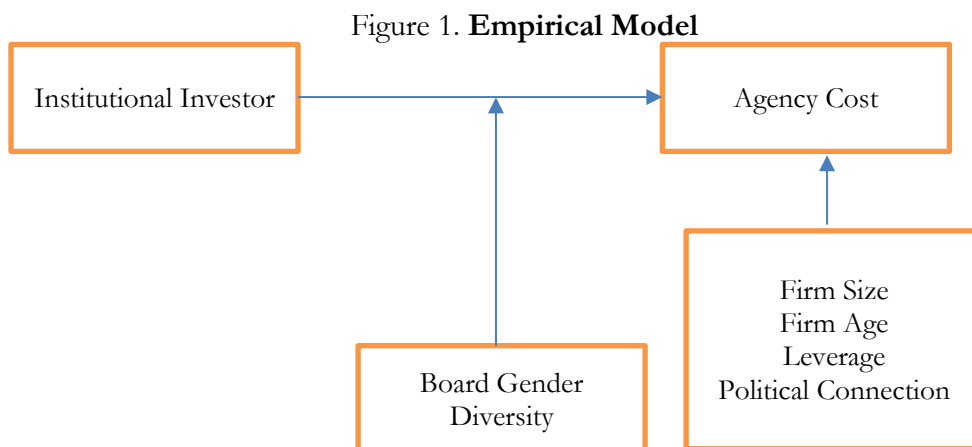 Figure 1. Empirical Model
Institutional Investor
Agency Cost
Board Gender
Diversity
Firm Size
Firm Age
Leverage
Political Connection